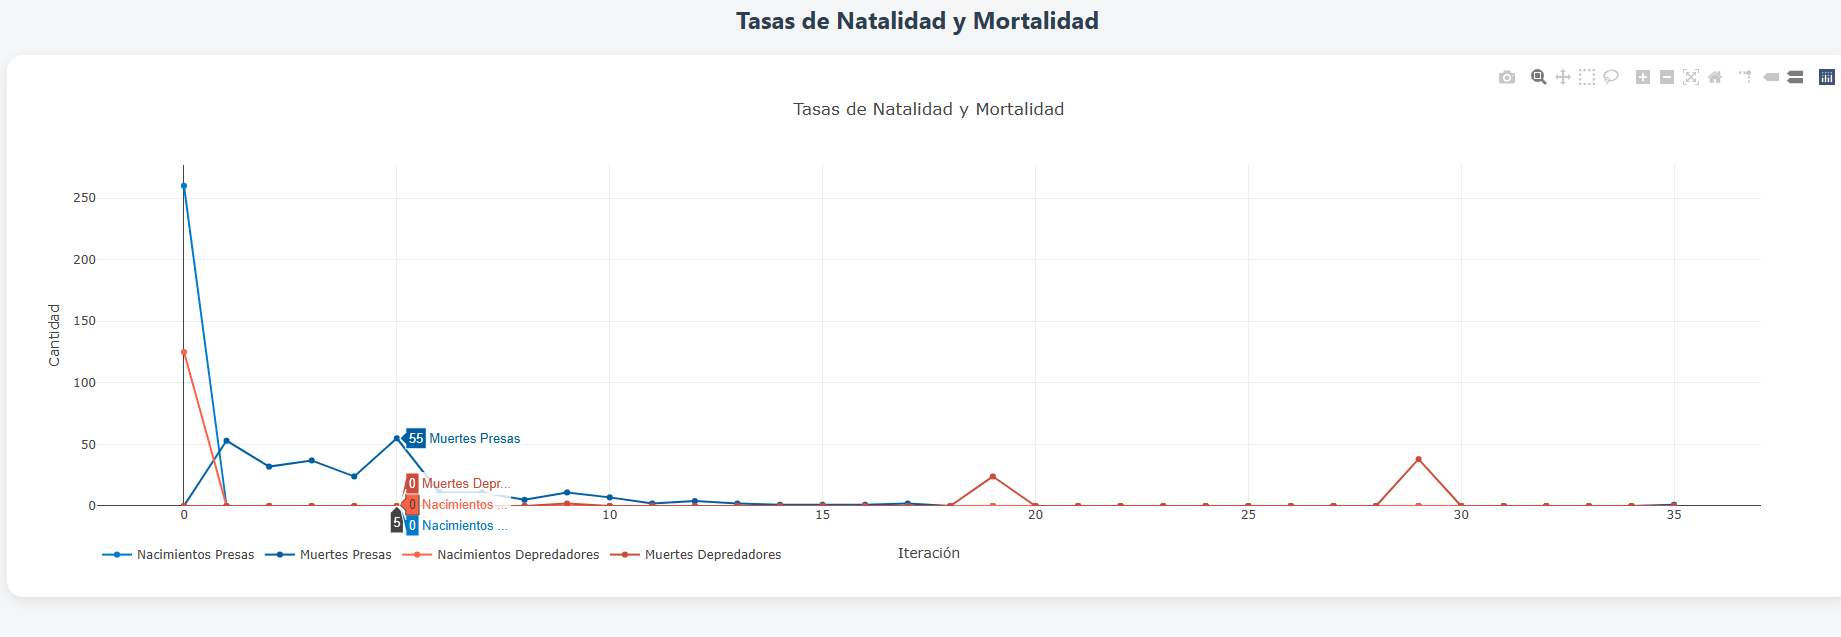 Tasas de Natalidad y Mortalidad
Tasas de Natalidad y Mortalidad
Cantidad
250
200
150
100
50
0
55 Muertes Presas
0 Muertes Depr...
0 Nacimientos ...
0 Nacimientos ...
5
0
10
15
20
25
30
35
Iteración
Nacimientos Presas
Muertes Presas
Nacimientos Depredadores
Muertes Depredadores